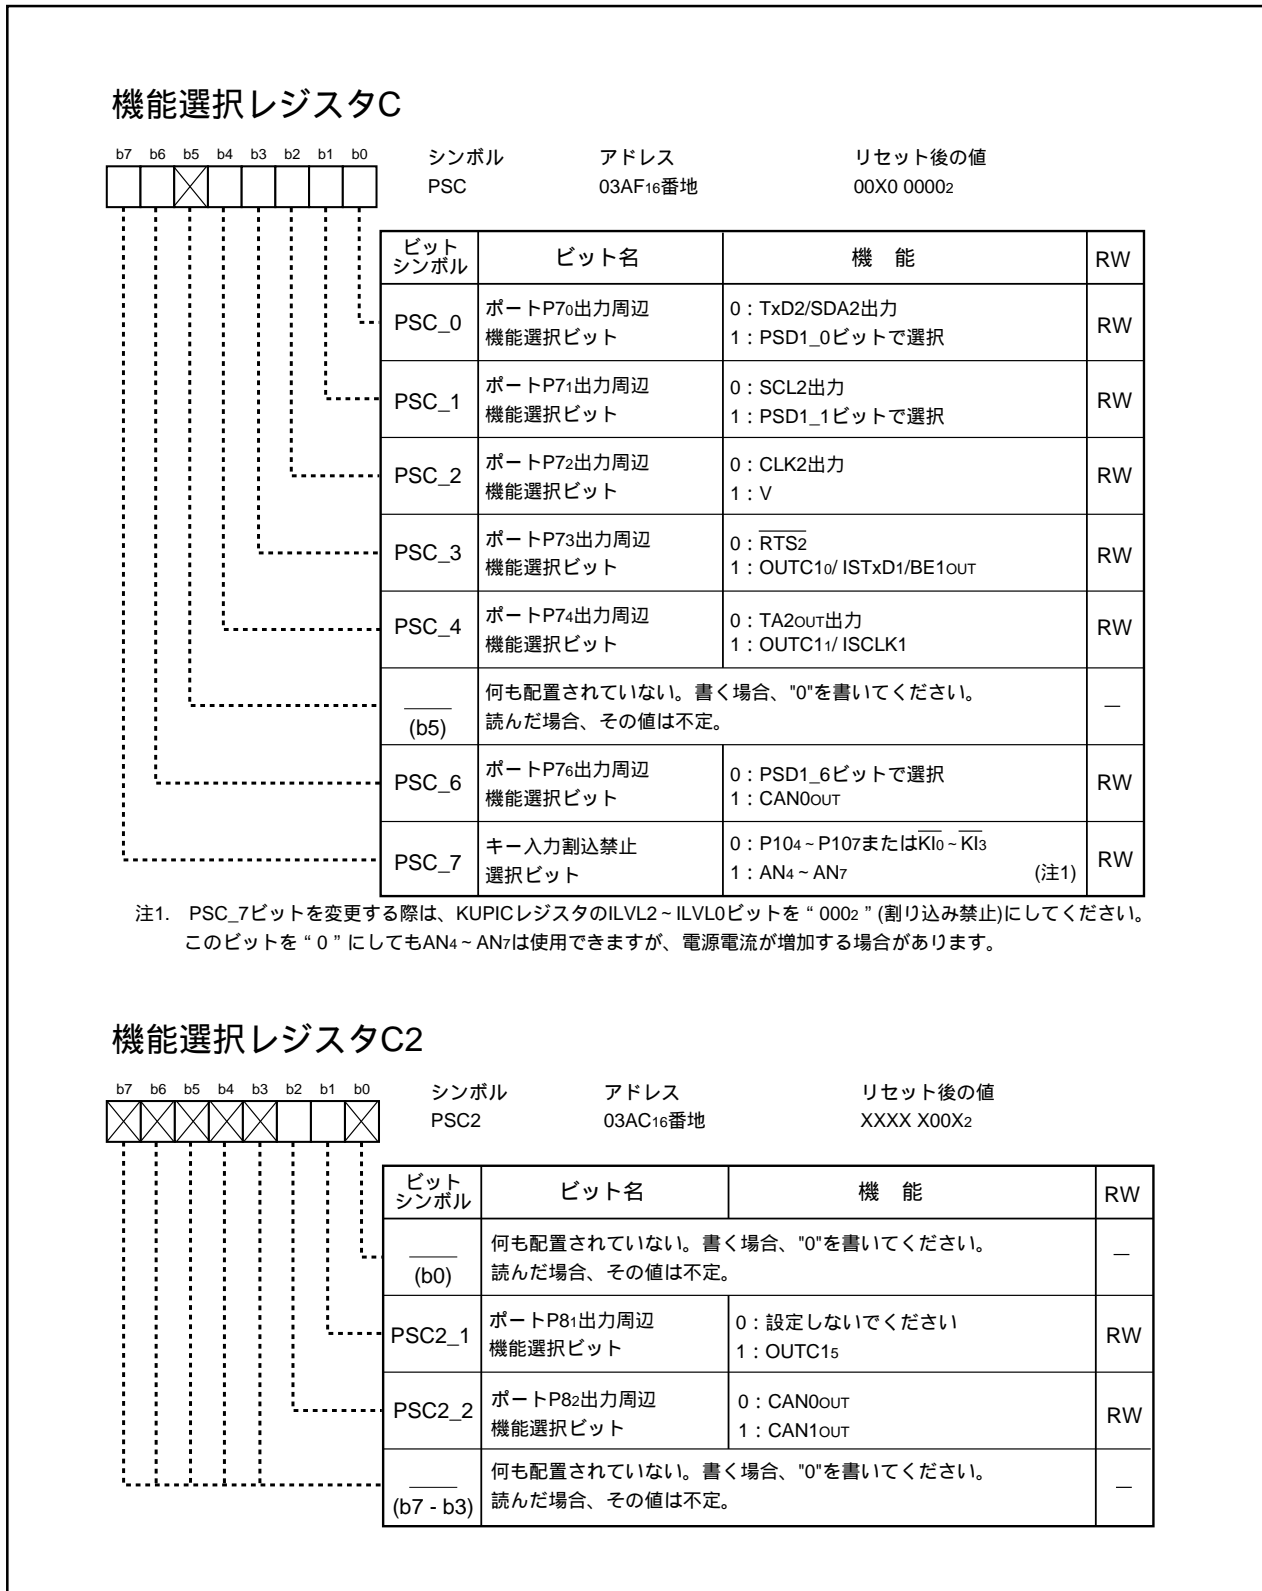 機能選択レジスタC
b7 b6 b5 b4 b3 b2 b1 b0
シンボル アドレス リセット後の値
PSC 03AF16番地 00X0 00002
ビット
シンボル ビット名 機 能 RW
PSC_0 ポートP70出力周辺
機能選択ビット 0：TxD2/SDA2出力
1：PSD1_0ビットで選択 RW
PSC_1 ポートP71出力周辺
機能選択ビット 0：SCL2出力
1：PSD1_1ビットで選択 RW
PSC_2 ポートP72出力周辺
機能選択ビット 0：CLK2出力
1：V RW
PSC_3 ポートP73出力周辺
機能選択ビット 0：RTS2
1：OUTC10/ ISTxD1/BE1OUT RW
PSC_4 ポートP74出力周辺
機能選択ビット 0：TA2OUT出力
1：OUTC11/ ISCLK1 RW
(b5) 何も配置されていない。書く場合、"0"を書いてください。
読んだ場合、その値は不定。 —
PSC_6 ポートP76出力周辺
機能選択ビット 0：PSD1_6ビットで選択
1：CAN0OUT RW
PSC_7 キー入力割込禁止
選択ビット 0：P104～P107またはKI0～KI3
1：AN4～AN7 (注1) RW
注1. PSC_7ビットを変更する際は、KUPICレジスタのILVL2～ILVL0ビットを“0002”(割り込み禁止)にしてください。
このビットを“0”にしてもAN4～AN7は使用できますが、電源電流が増加する場合があります。
機能選択レジスタC2
b7 b6 b5 b4 b3 b2 b1 b0
シンボル アドレス リセット後の値
PSC2 03AC16番地 XXXX X00X2
ビット
シンボル ビット名 機 能 RW
(b0) 何も配置されていない。書く場合、"0"を書いてください。
読んだ場合、その値は不定。 —
PSC2_1 ポートP81出力周辺
機能選択ビット 0：設定しないでください
1：OUTC15 RW
PSC2_2 ポートP82出力周辺
機能選択ビット 0：CAN0OUT
1：CAN1OUT RW
(b7 - b3) 何も配置されていない。書く場合、"0"を書いてください。
読んだ場合、その値は不定。 —